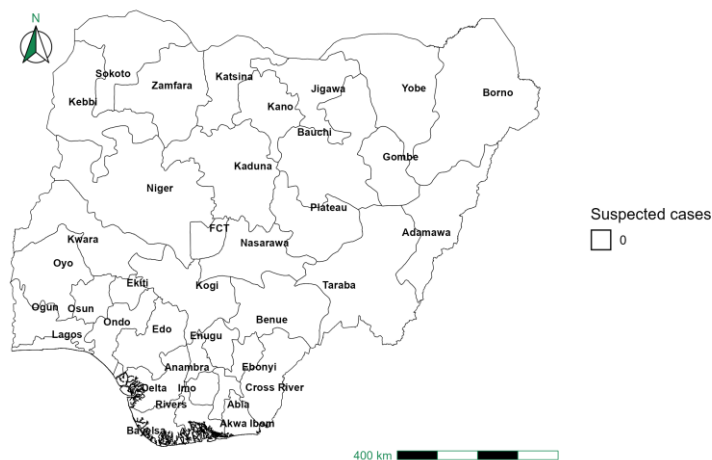 N
Sokoto
Katsina
Zamfara
Jigawa
Yobe
Kebbi
Kano
Borno
Bauchi
Gombe
Kaduna
Niger
Plateau
FCT
Adamawa
Kwara
Nasarawa
Oyo
Ekiti
Kogi
Taraba
Ogun
Osun
Ondo
Benue
Edo
Lagos
Enugu
Anambra
Ebonyi
Delta
Imo
Cross River
Rivers
Abia
Akwa Ibom
Bayelsa
400 km
Suspected cases
0